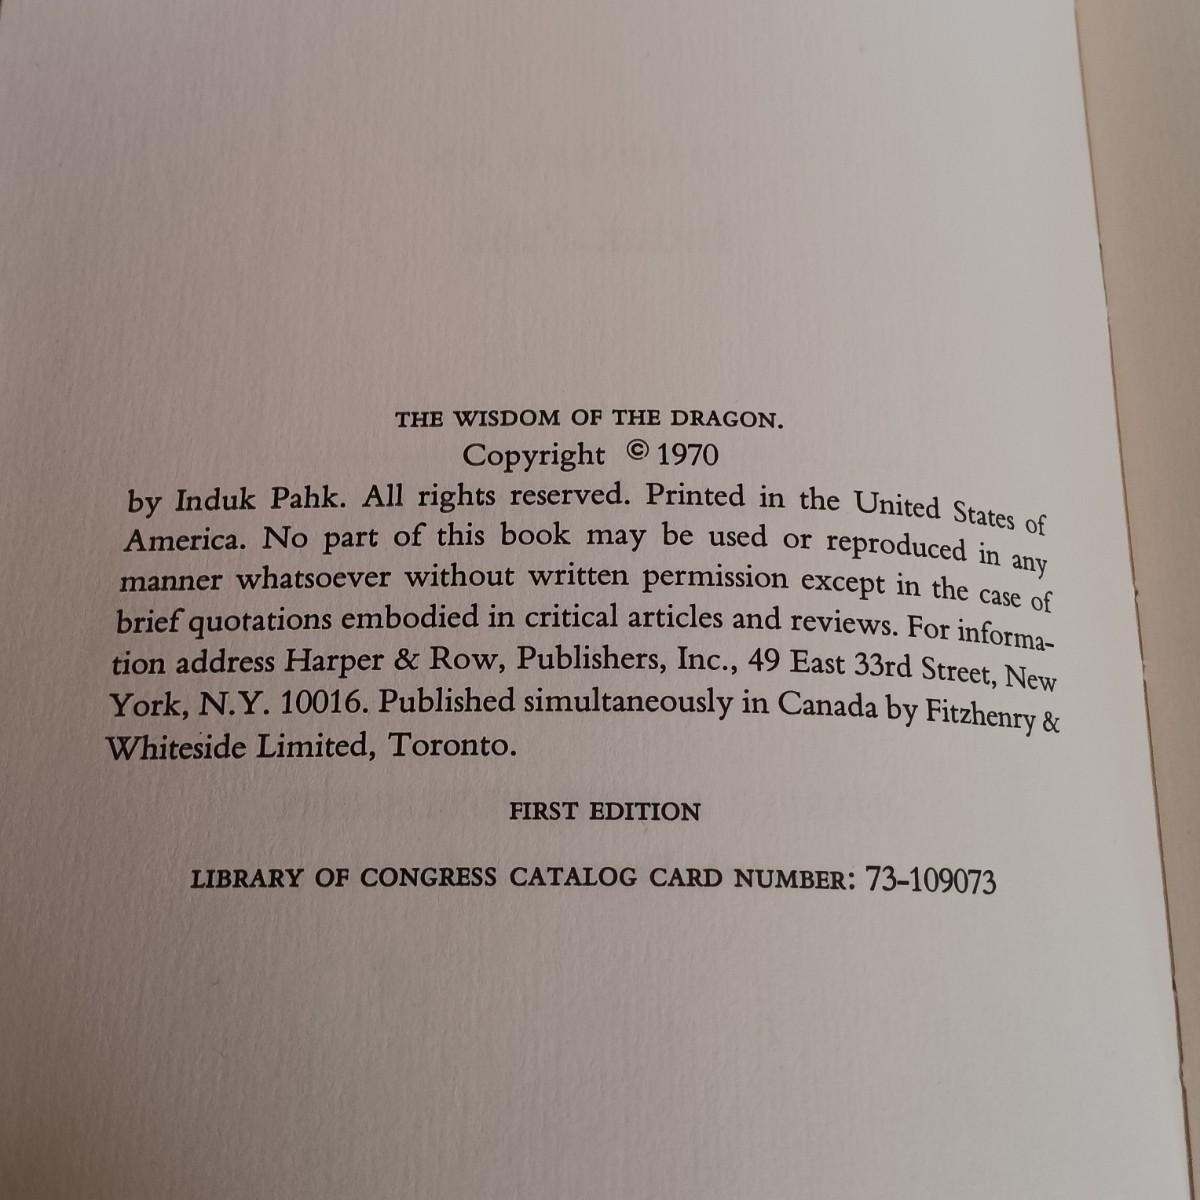 THE WISDOM OF THE DRAGON.
Copyright © 1970
by Induk Pahk. All rights reserved. Printed in the United States of
America. No part of this book may be used or reproduced in any
manner whatsoever without written permission except in the case of
brief quotations embodied in critical articles and reviews. For informa-
tion address Harper & Row, Publishers, Inc., 49 East 33rd Street, New
York, N.Y. 10016. Published simultaneously in Canada by Fitzhenry &
Whiteside Limited, Toronto.
FIRST EDITION
LIBRARY OF CONGRESS CATALOG CARD NUMBER: 73-109073